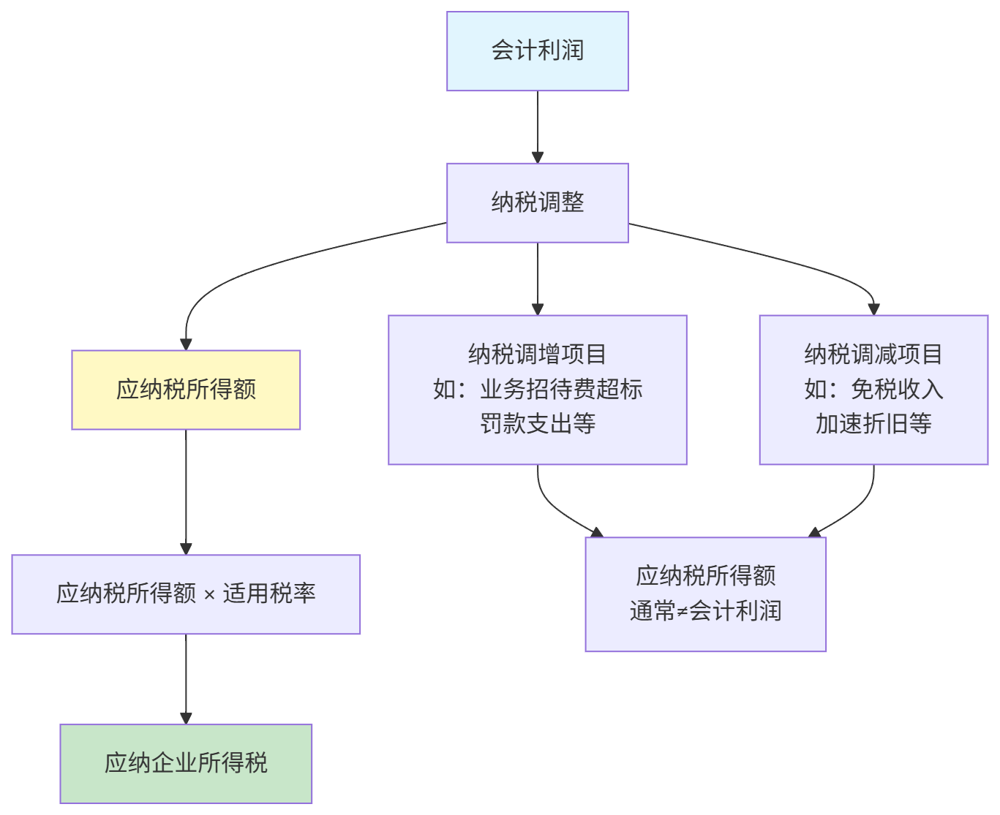 会计利润
纳税调整
应纳税所得额
纳税调增项目
如：业务招待费超标
罚款支出等
纳税调减项目
如：免税收入
加速折旧等
应纳税所得额 × 适用税率
应纳税所得额
通常≠会计利润
应纳企业所得税